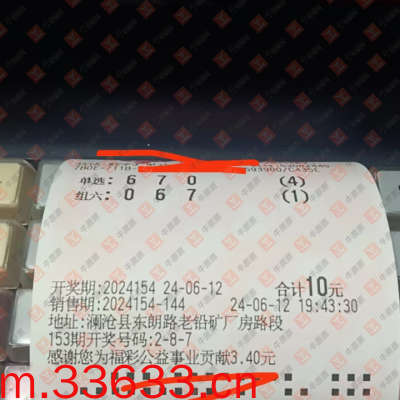 单选: 6 7 0 (4)
组六: 0 6 7 (1)
开奖期:2024154 24-06-12 合计10元
销售期:2024154-144 24-06-12 19:43:30
地址:澜沧县东朗路老铅矿厂房路段
153期开奖号码:2-8-7
感谢您为福彩公益事业贡献3.40元
m.33633.cn